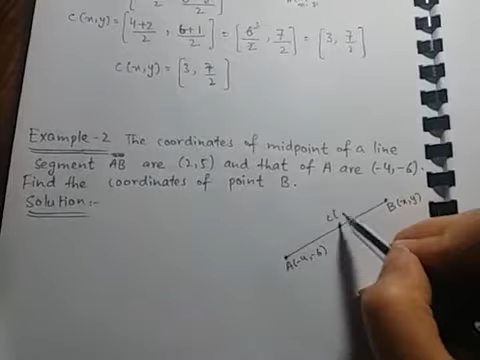 C(x,y) = [4+2/2 , 6+1/2] = [6³/2 , 7/2] = [3, 7/2]
C(x,y) = [3, 7/2]
Example-2 The coordinates of midpoint of a line
segment AB are (2,5) and that of A are (-4,-6).
Find the coordinates of point B.
Solution:-
B(x,y)
C(
A(-4,-6)